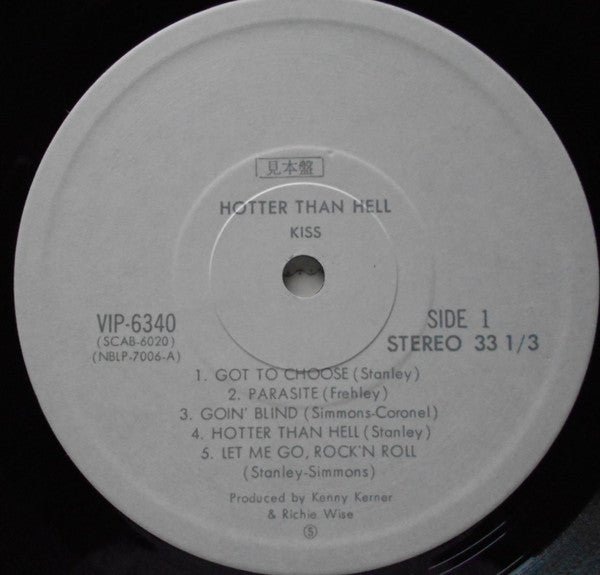 見本盤
HOTTER THAN HELL
KISS
VIP-6340
(SCAB-6020)
(NBLP-7006-A)
SIDE 1
STEREO 33 1/3
1. GOT TO CHOOSE (Stanley)
2. PARASITE (Frehley)
3. GOIN' BLIND (Simmons-Coronel)
4. HOTTER THAN HELL (Stanley)
5. LET ME GO, ROCK'N ROLL
(Stanley-Simmons)
Produced by Kenny Kerner
& Richie Wise
Ⓢ